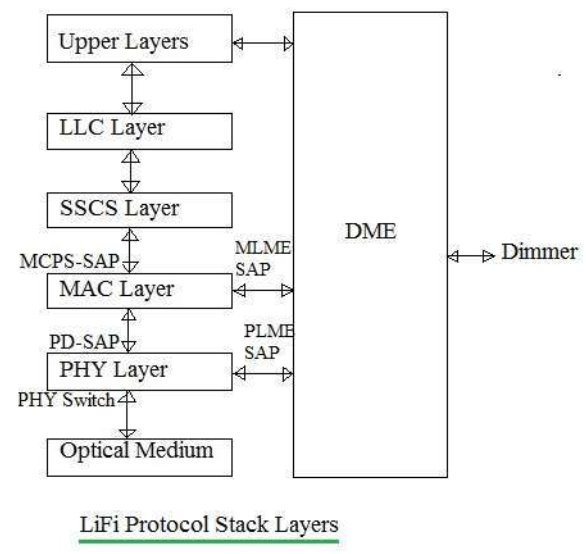 Upper Layers
LLC Layer
SSCS Layer
DME
MCPS-SAP
MLME
SAP
Dimmer
MAC Layer
PD-SAP
PLME
SAP
PHY Layer
PHY Switch
Optical Medium
LiFi Protocol Stack Layers